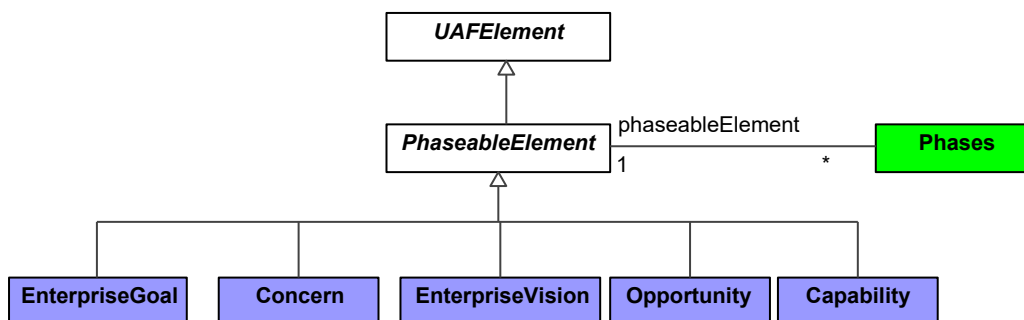 UAFElement
phaseableElement
PhaseableElement
Phases
1
*
EnterpriseGoal
Concern
EnterpriseVision
Opportunity
Capability